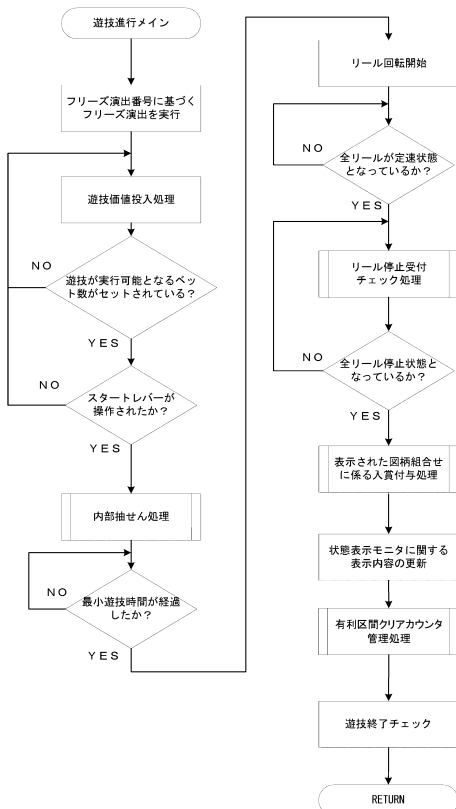 遊技進行メイン
フリーズ演出番号に基づく
フリーズ演出を実行
遊技価値投入処理
NO
遊技が実行可能となるベッ
ト数がセットされている?
YES
NO
スタートレバーが
操作されたか?
YES
内部抽せん処理
NO
最小遊技時間が経過
したか?
YES
リール回転開始
NO
全リールが定速状態
となっているか?
YES
リール停止受付
チェック処理
NO
全リール停止状態と
なっているか?
YES
表示された図柄組合せ
に係る入賞付与処理
状態表示モニタに関する
表示内容の更新
有利区間クリアカウンタ
管理処理
遊技終了チェック
RETURN